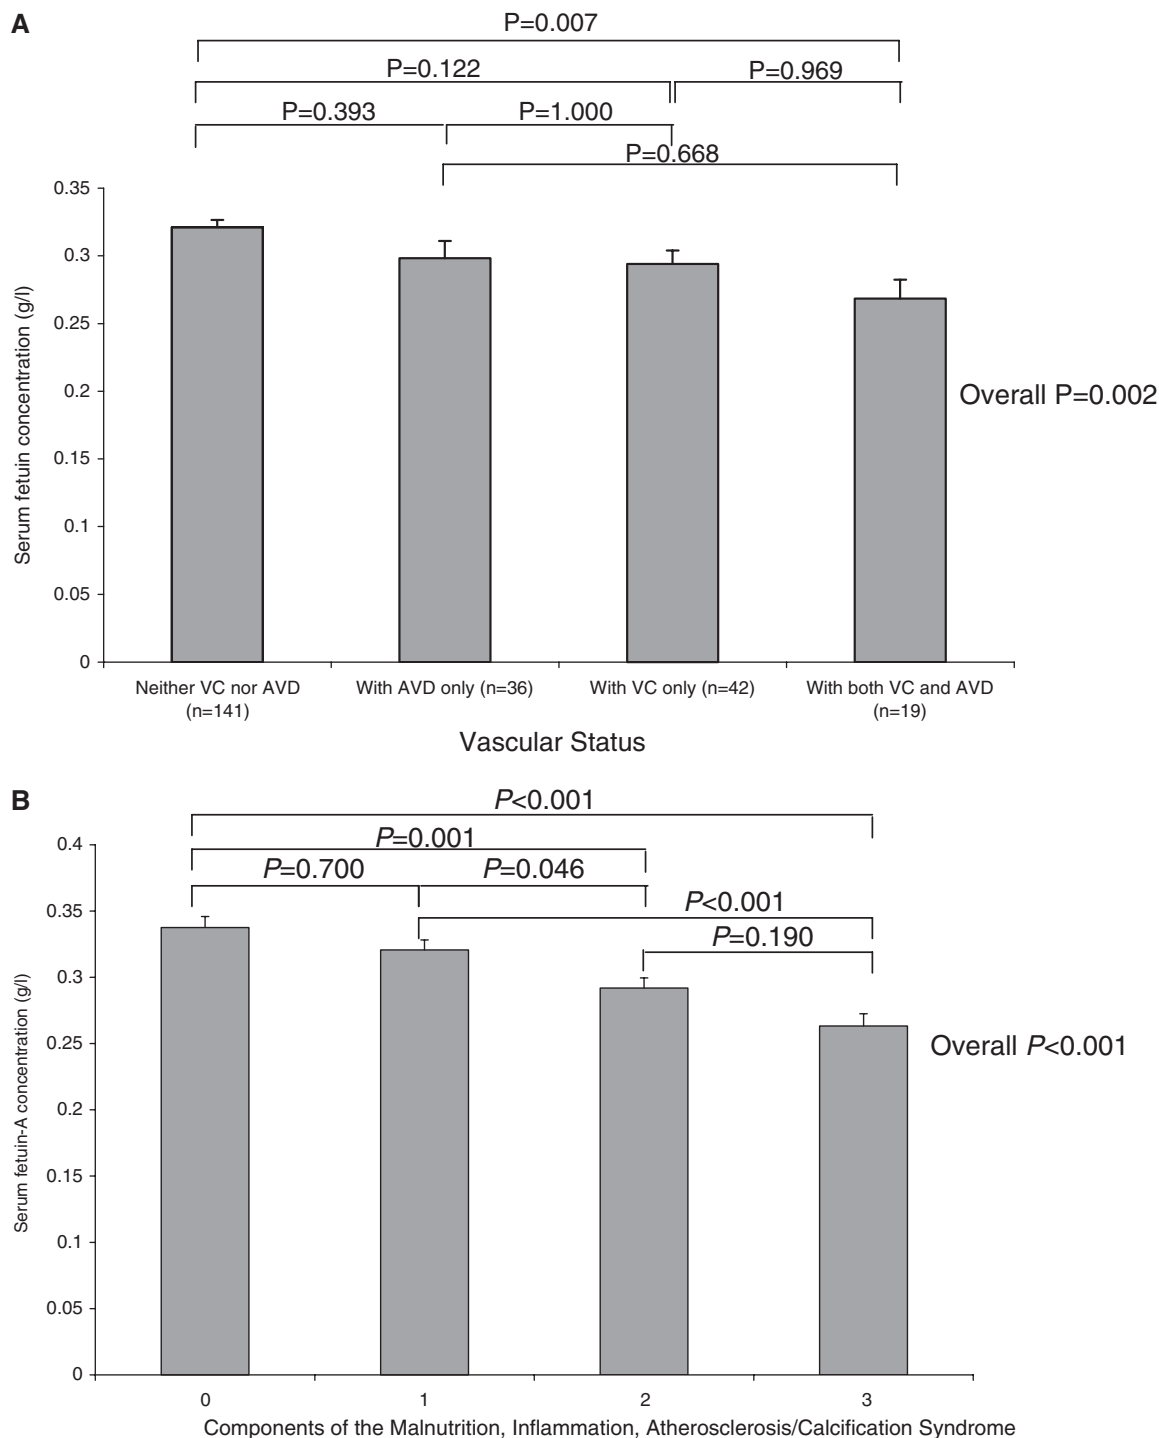 A
P=0.007
P=0.122
P=0.969
P=0.393
P=1.000
P=0.668
0.35
0.3
0.25
0.2
0.15
0.1
0.05
0
Serum fetuin concentration (g/l)
Overall P=0.002
Neither VC nor AVD
(n=141)
With AVD only (n=36)
With VC only (n=42)
With both VC and AVD
(n=19)
Vascular Status
B
P<0.001
P=0.001
P=0.700
P=0.046
P<0.001
P=0.190
0.4
0.35
0.3
0.25
0.2
0.15
0.1
0.05
0
Serum fetuin-A concentration (g/l)
Overall P<0.001
0
1
2
3
Components of the Malnutrition, Inflammation, Atherosclerosis/Calcification Syndrome